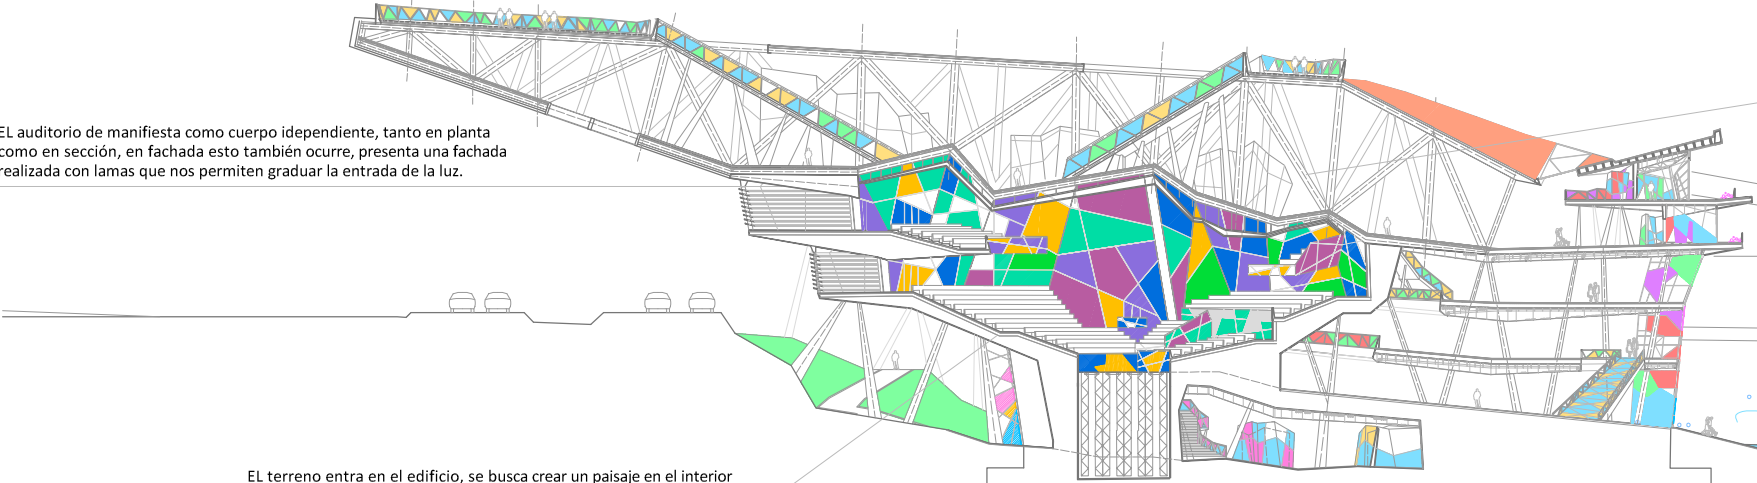 EL auditorio de manifiesta como cuerpo idependiente, tanto en planta
como en sección, en fachada esto también ocurre, presenta una fachada
realizada con lamas que nos permiten graduar la entrada de la luz.
EL terreno entra en el edificio, se busca crear un paisaje en el interior